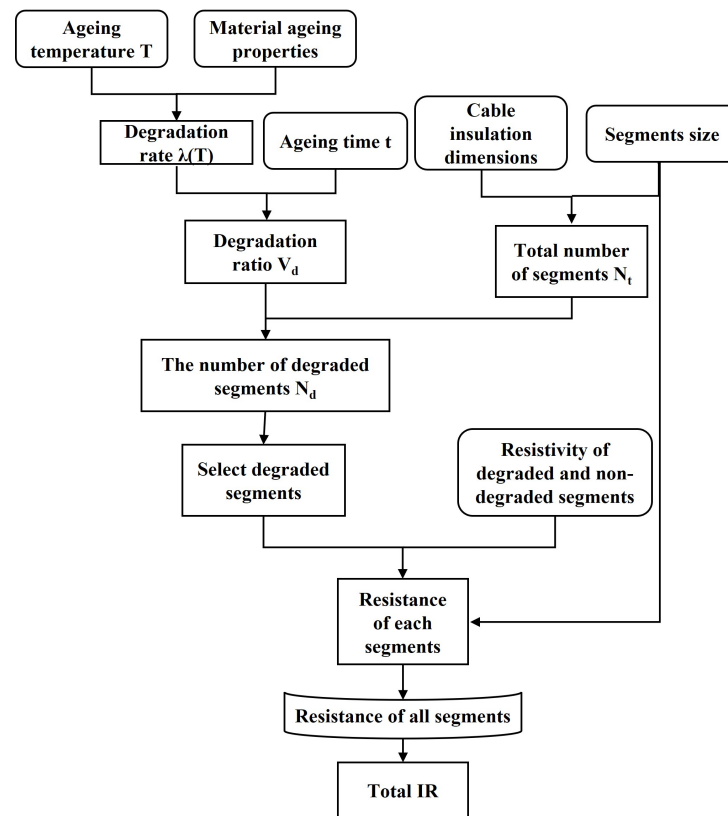 Ageing
temperature T
Material ageing
properties
Degradation
rate λ(T)
Ageing time t
Cable
insulation
dimensions
Segments size
Degradation
ratio Vd
Total number
of segments Nt
The number of degraded
segments Nd
Select degraded
segments
Resistivity of
degraded and non-
degraded segments
Resistance
of each
segments
Resistance of all segments
Total IR